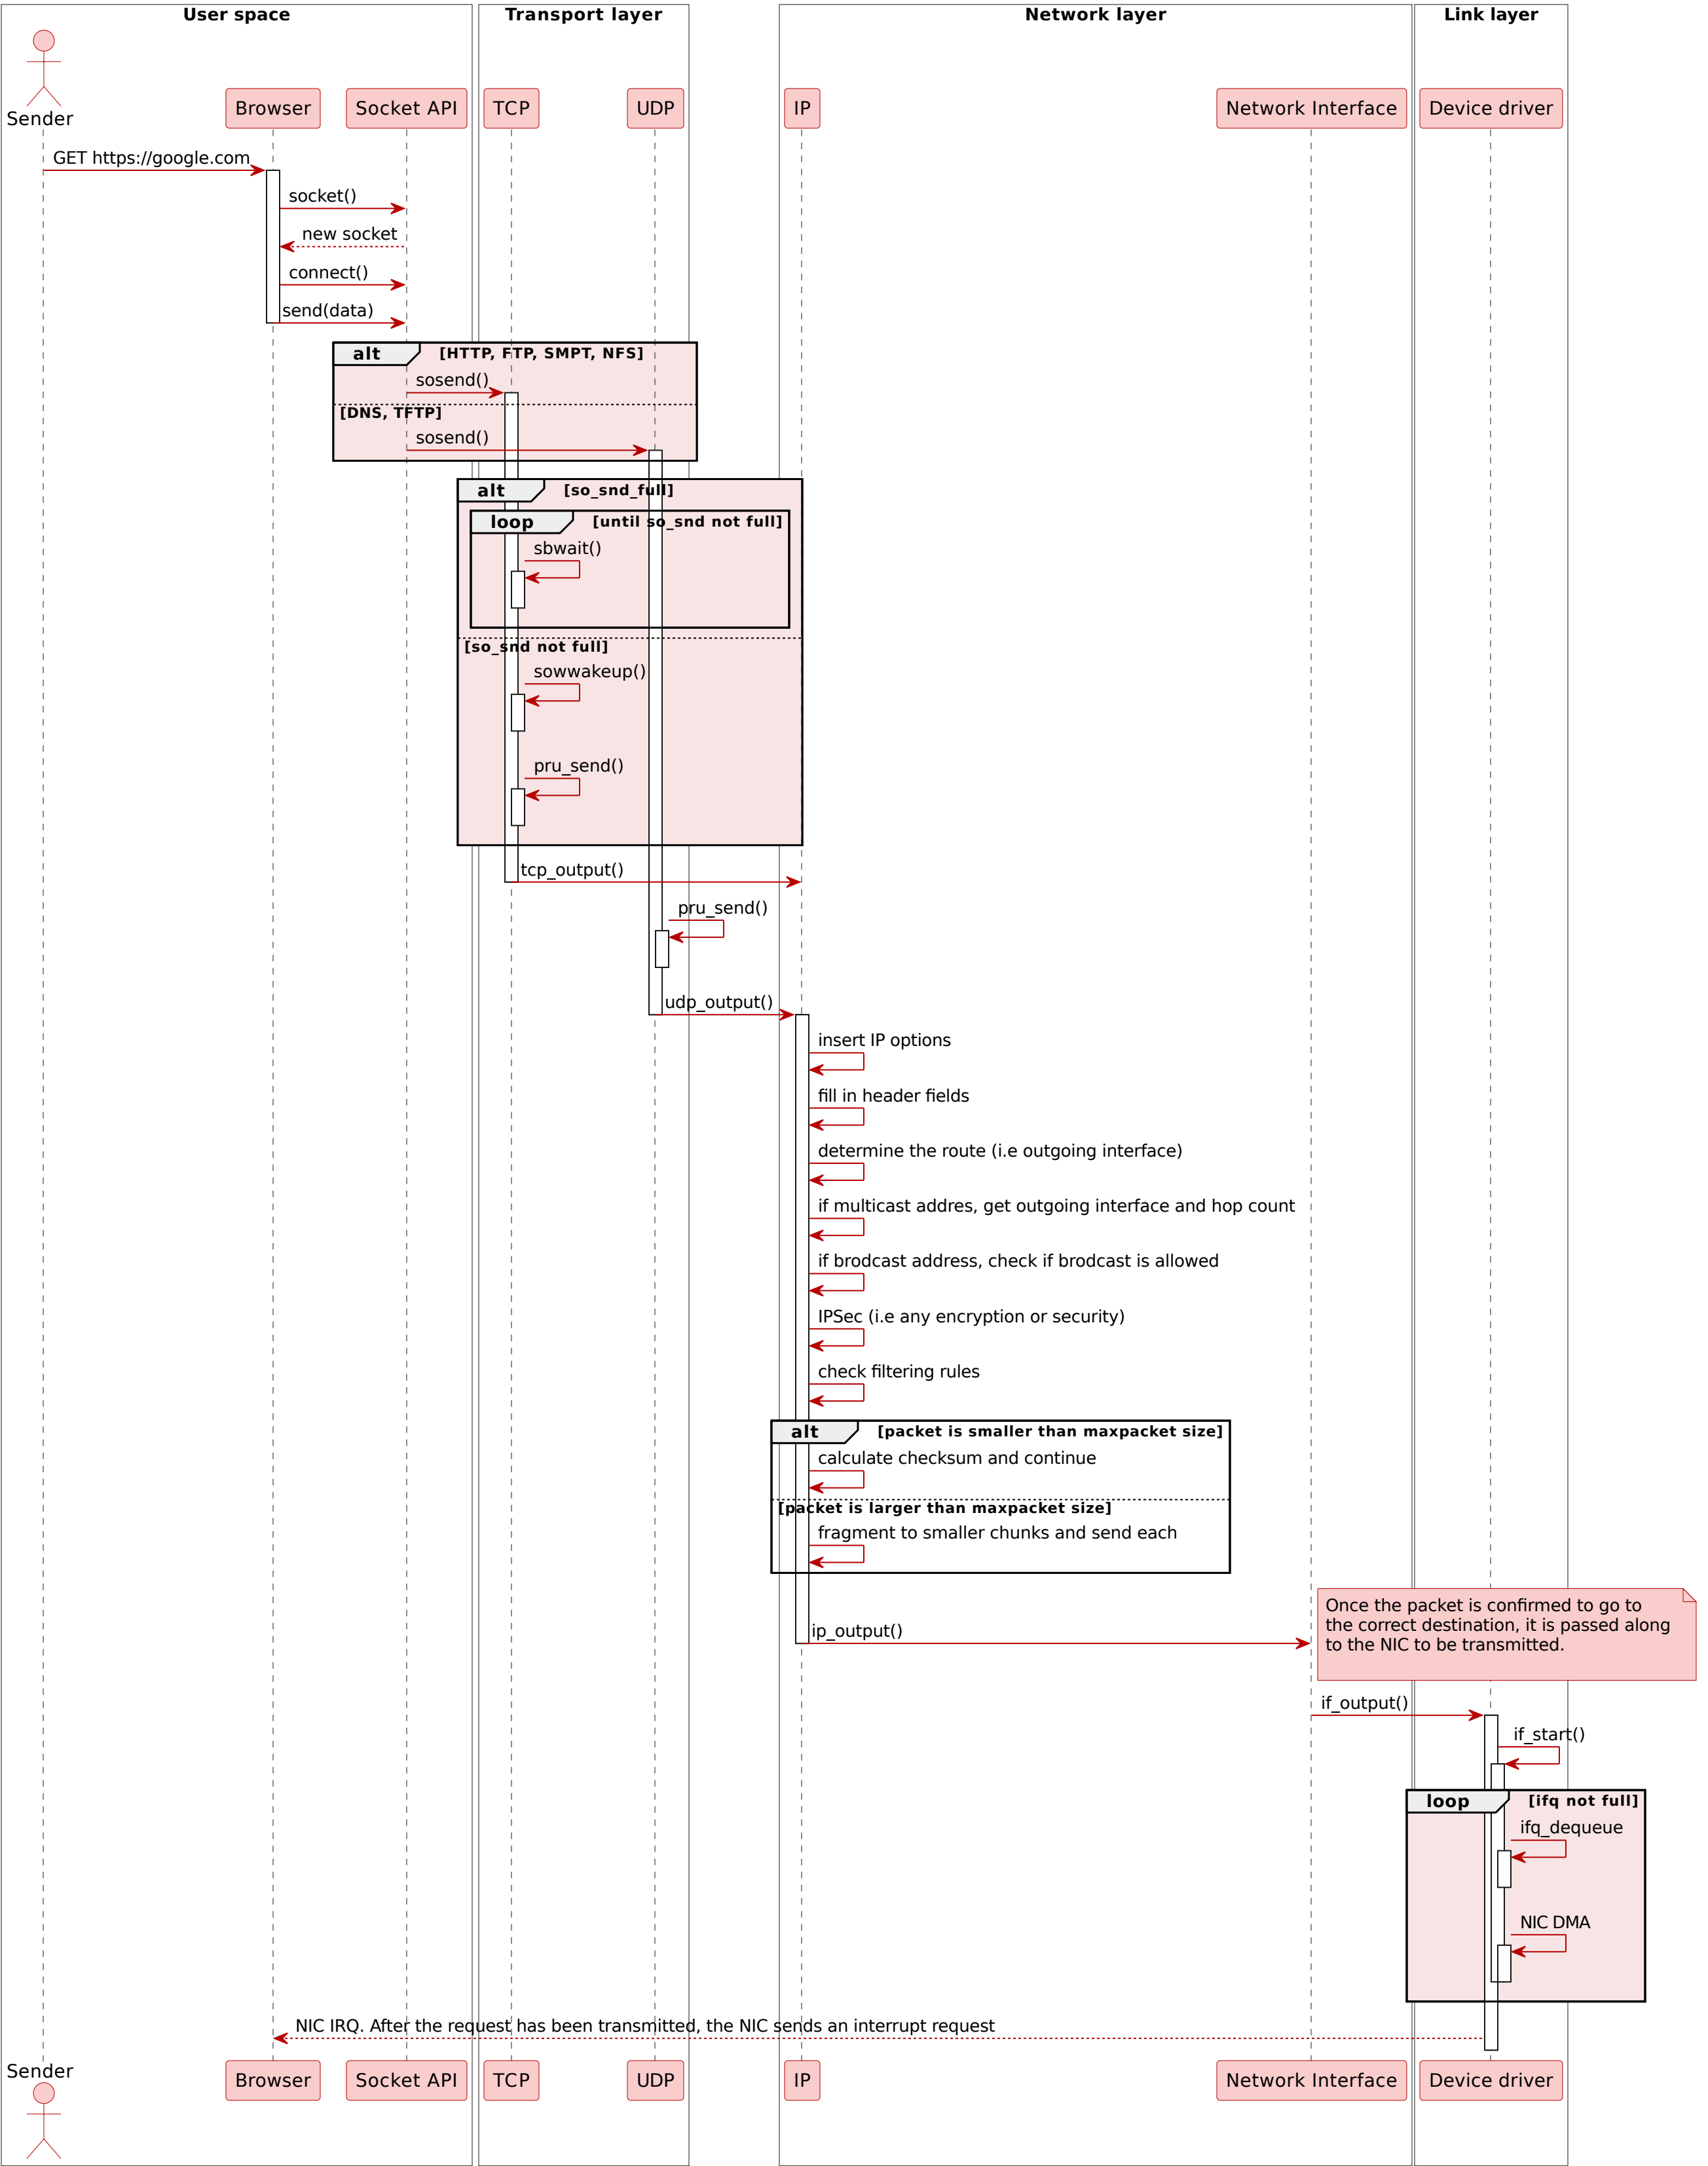 User space
Transport layer
Network layer
Link layer
Sender
Browser
Socket API
TCP
UDP
IP
Network Interface
Device driver
GET https://google.com
socket()
new socket
connect()
send(data)
alt
[HTTP, FTP, SMPT, NFS]
sosend()
[DNS, TFTP]
sosend()
alt
[so_snd_full]
loop
[until so_snd not full]
sbwait()
[so_snd not full]
sowwakeup()
pru_send()
tcp_output()
pru_send()
udp_output()
insert IP options
fill in header fields
determine the route (i.e outgoing interface)
if multicast addres, get outgoing interface and hop count
if brodcast address, check if brodcast is allowed
IPSec (i.e any encryption or security)
check filtering rules
alt
[packet is smaller than maxpacket size]
calculate checksum and continue
[packet is larger than maxpacket size]
fragment to smaller chunks and send each
Once the packet is confirmed to go to
the correct destination, it is passed along
to the NIC to be transmitted.
ip_output()
if_output()
if_start()
loop
[ifq not full]
ifq_dequeue
NIC DMA
NIC IRQ. After the request has been transmitted, the NIC sends an interrupt request
Sender
Browser
Socket API
TCP
UDP
IP
Network Interface
Device driver